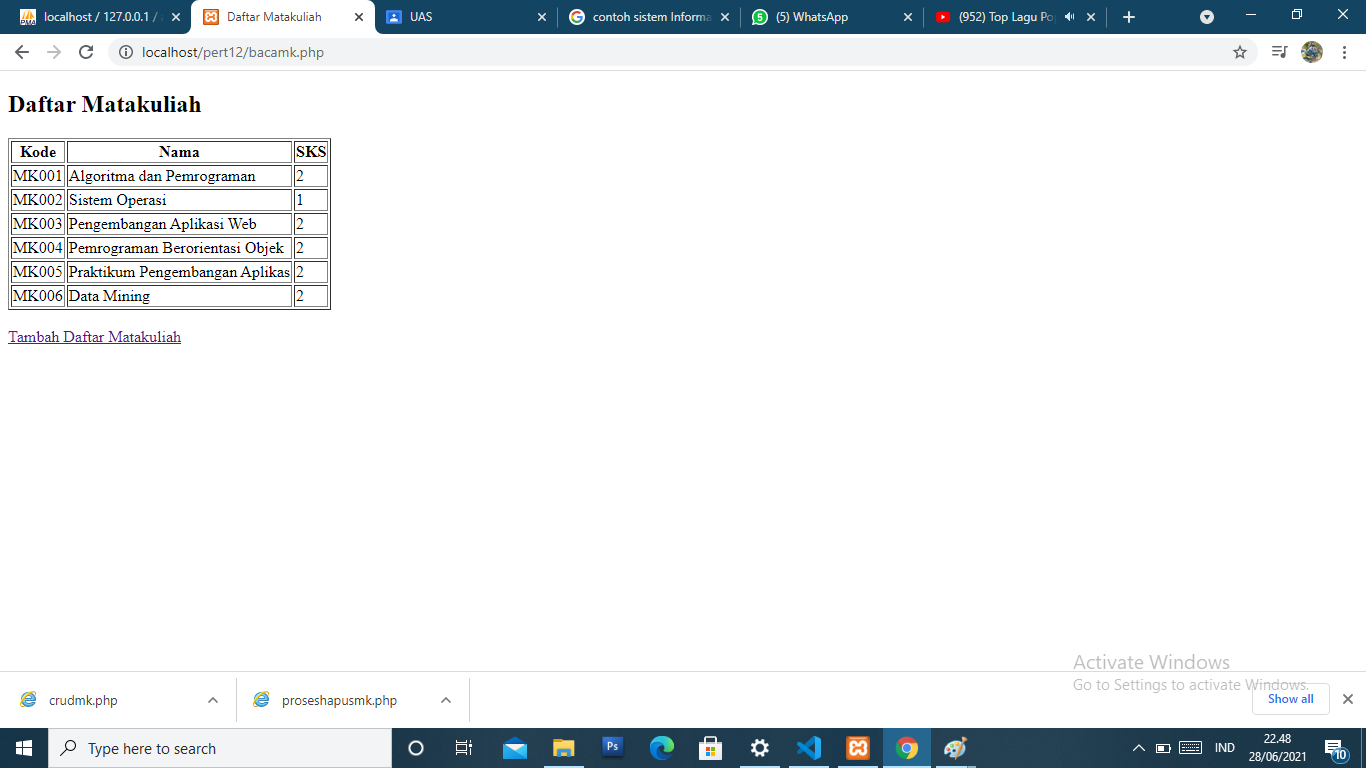 localhost / 127.0.0.1 /
Daftar Matakuliah
UAS
contoh sistem Informa
(5) WhatsApp
(952) Top Lagu Po
localhost/pert12/bacamk.php
Daftar Matakuliah
Kode Nama SKS
MK001 Algoritma dan Pemrograman 2
MK002 Sistem Operasi 1
MK003 Pengembangan Aplikasi Web 2
MK004 Pemrograman Berorientasi Objek 2
MK005 Praktikum Pengembangan Aplikas 2
MK006 Data Mining 2
Tambah Daftar Matakuliah
Activate Windows
Go to Settings to activate Windows.
crudmk.php
proseshapusmk.php
Show all
Type here to search
IND
22.48
28/06/2021
10